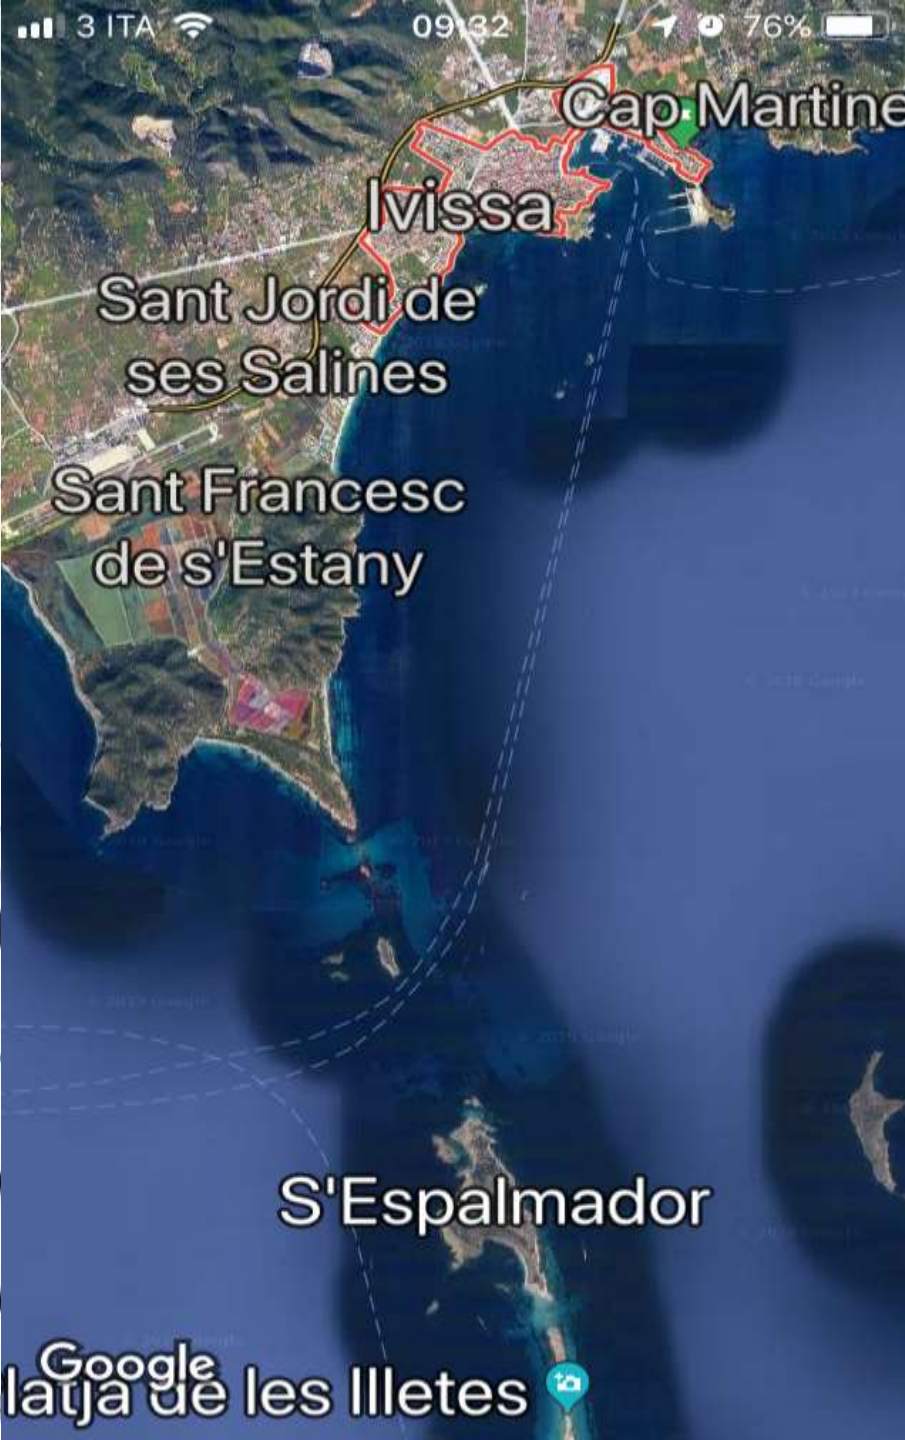 3 ITA
09:32
76%
Cap Martine
Ivissa
Sant Jordi de
ses Salines
Sant Francesc
de s'Estany
S'Espalmador
Google
latja de les Illetes